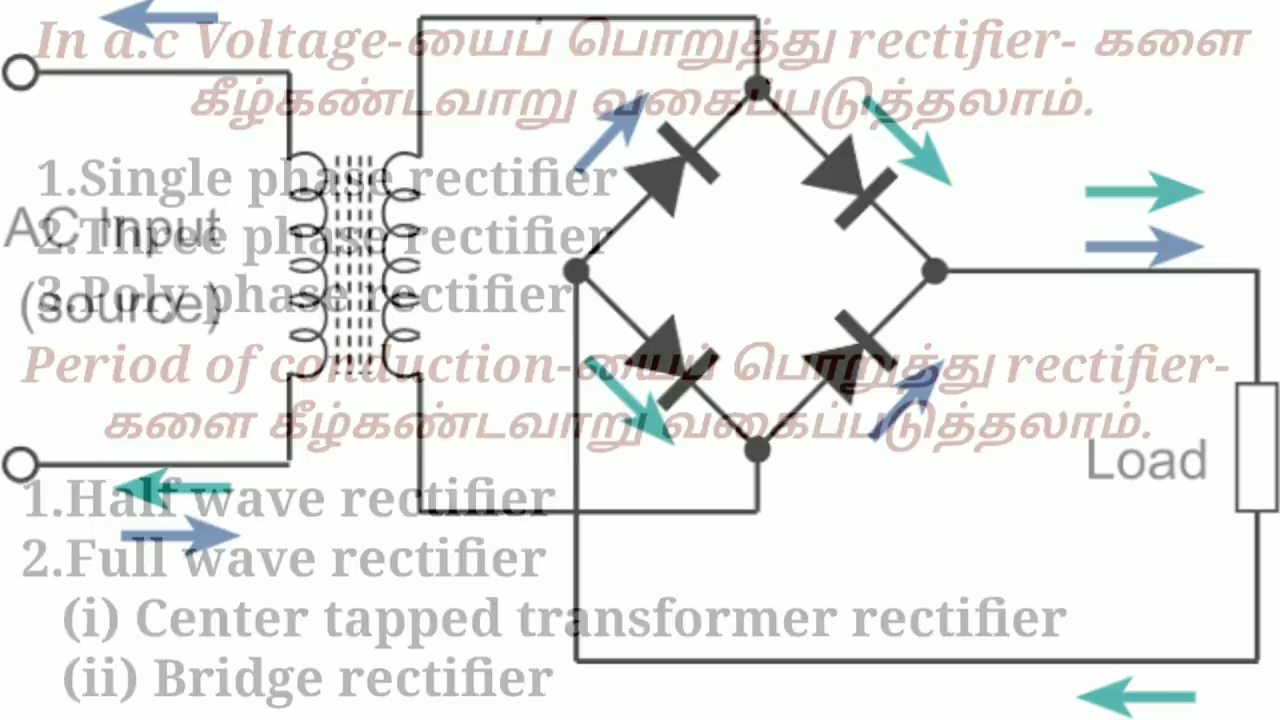 In a.c Voltage-யைப் பொறுத்து rectifier- களை
கீழ்கண்டவாறு வகைப்படுத்தலாம்.
1.Single phase rectifier
2.Three phase rectifier
AC Input
3.Poly phase rectifier
(source)
Period of conduction-யைப் பொறுத்து rectifier-
களை கீழ்கண்டவாறு வகைப்படுத்தலாம்.
Load
1.Half wave rectifier
2.Full wave rectifier
(i) Center tapped transformer rectifier
(ii) Bridge rectifier